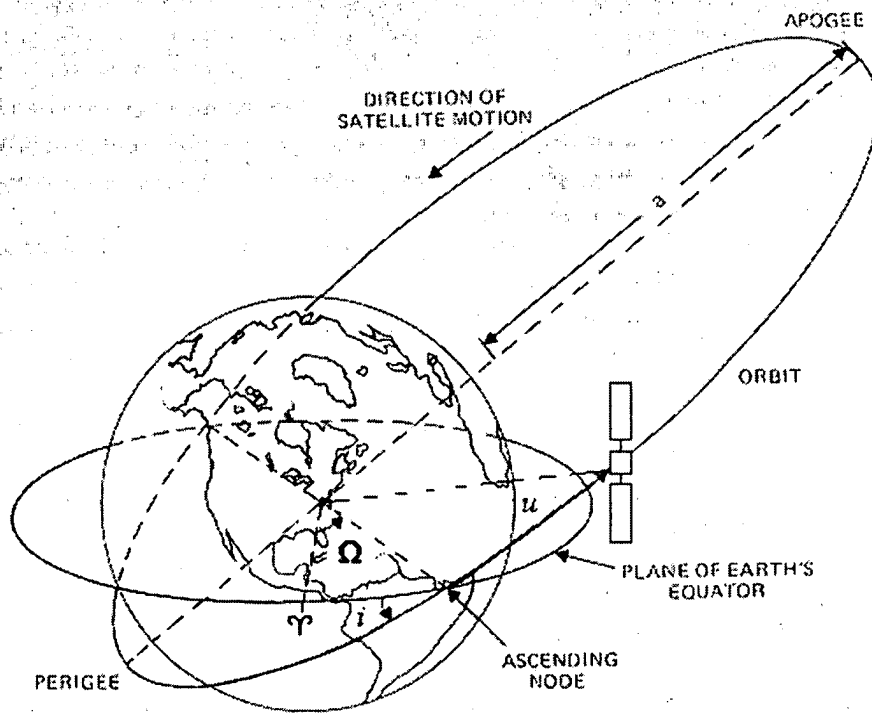 APOGEE
DIRECTION OF
SATELLITE MOTION
a
ORBIT
u
Ω
PLANE OF EARTH'S
EQUATOR
♈
i
ASCENDING
NODE
PERIGEE